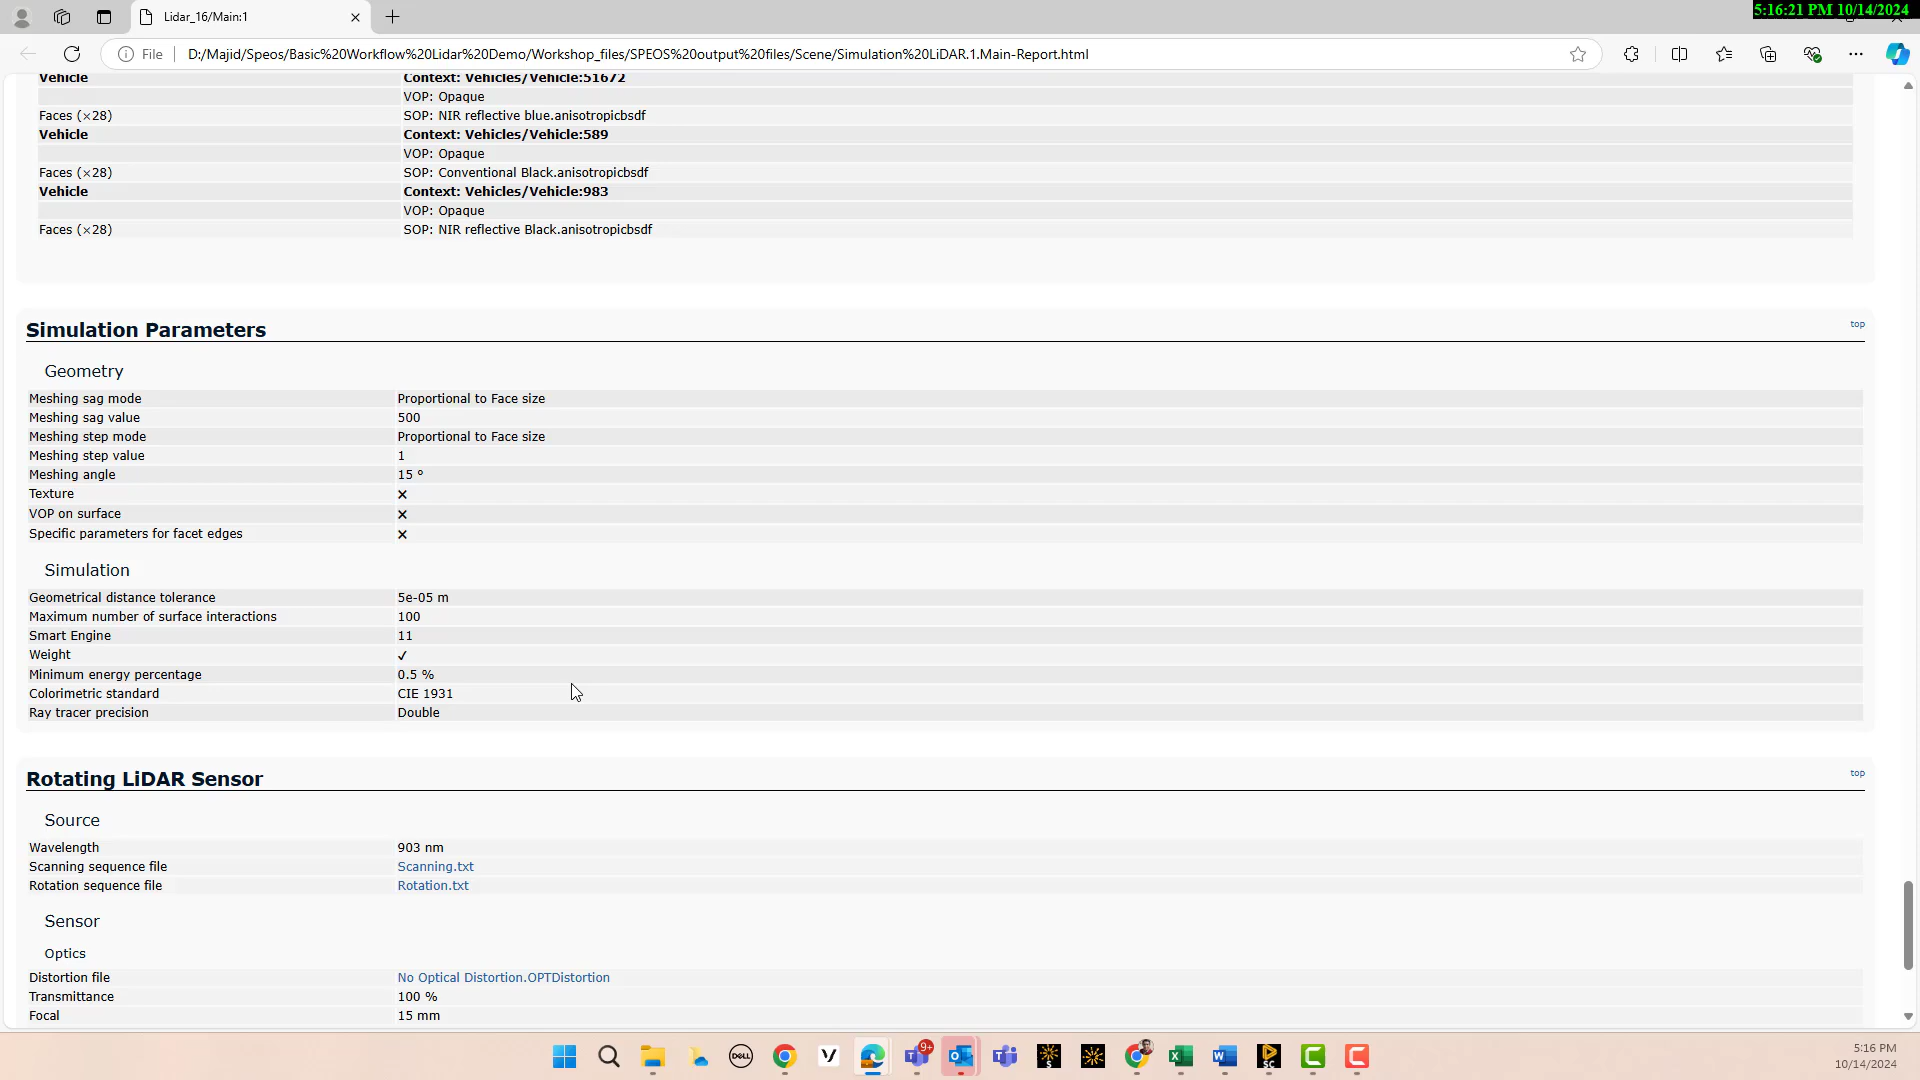 Lidar_16/Main:1
5:16:21 PM 10/14/2024
File
D:/Majid/Speos/Basic%20Workflow%20Lidar%20Demo/Workshop_files/SPEOS%20output%20files/Scene/Simulation%20LiDAR.1.Main-Report.html
Vehicle Context: Vehicles/Vehicle:51672
VOP: Opaque
Faces (×28) SOP: NIR reflective blue.anisotropicbsdf
Vehicle Context: Vehicles/Vehicle:589
VOP: Opaque
Faces (×28) SOP: Conventional Black.anisotropicbsdf
Vehicle Context: Vehicles/Vehicle:983
VOP: Opaque
Faces (×28) SOP: NIR reflective Black.anisotropicbsdf
Simulation Parameters top
Geometry
Meshing sag mode Proportional to Face size
Meshing sag value 500
Meshing step mode Proportional to Face size
Meshing step value 1
Meshing angle 15 º
Texture ×
VOP on surface ×
Specific parameters for facet edges ×
Simulation
Geometrical distance tolerance 5e-05 m
Maximum number of surface interactions 100
Smart Engine 11
Weight ✓
Minimum energy percentage 0.5 %
Colorimetric standard CIE 1931
Ray tracer precision Double
Rotating LiDAR Sensor top
Source
Wavelength 903 nm
Scanning sequence file Scanning.txt
Rotation sequence file Rotation.txt
Sensor
Optics
Distortion file No Optical Distortion.OPTDistortion
Transmittance 100 %
Focal 15 mm
DELL
9+
5:16 PM
10/14/2024